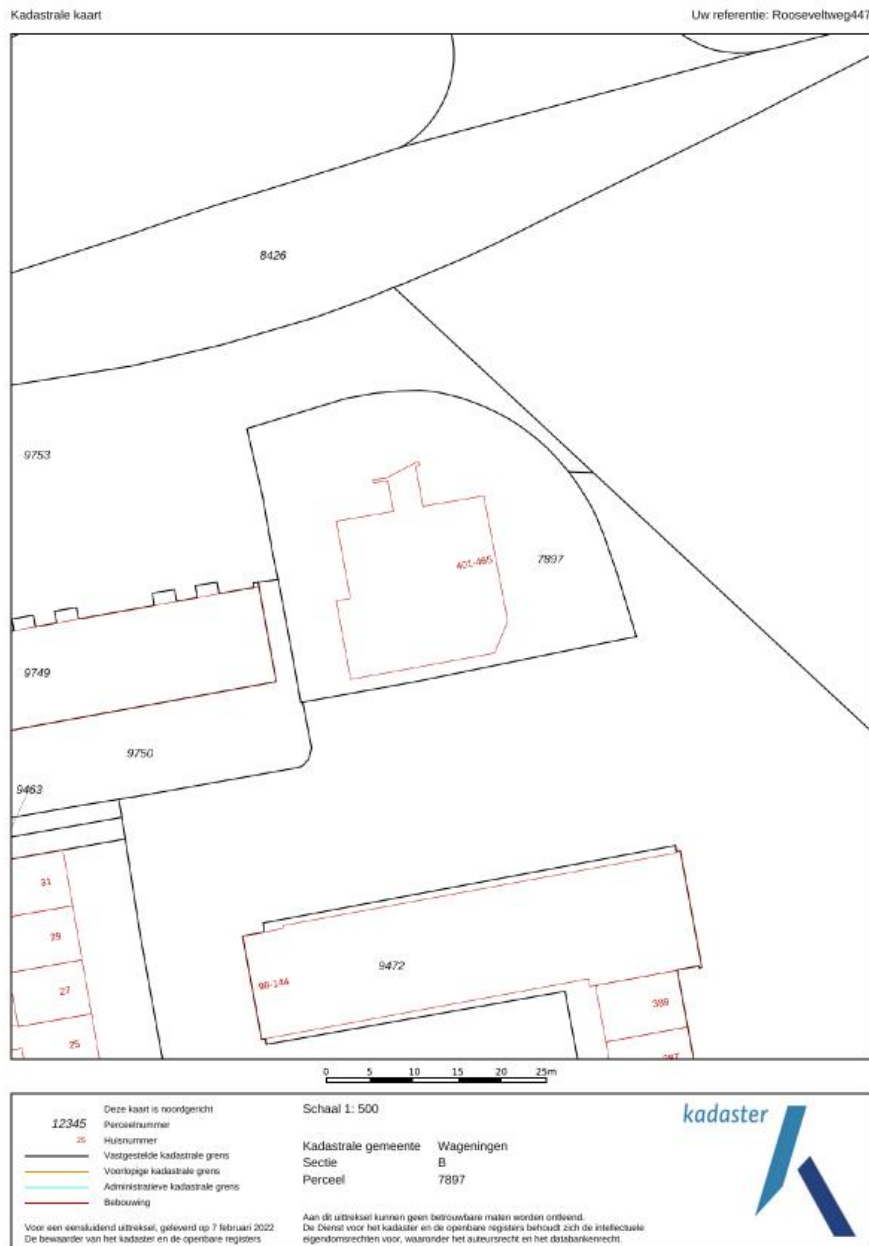 Kadastrale kaart
Uw referentie: Rooseveltweg447
8426
9753
401-465
7897
9749
9750
9463
31
29
27
25
98-144
9472
389
0 5 10 15 20 25m
Deze kaart is noordgericht
12345 Perceelnummer
25 Huisnummer
Vastgestelde kadastrale grens
Voorlopige kadastrale grens
Administratieve kadastrale grens
Bebouwing
Voor een eensluidend uittreksel, geleverd op 7 februari 2022
De bewaarder van het kadaster en de openbare registers
Schaal 1: 500
Kadastrale gemeente Wageningen
Sectie B
Perceel 7897
Aan dit uittreksel kunnen geen betrouwbare maten worden ontleend.
De Dienst voor het kadaster en de openbare registers behoudt zich de intellectuele
eigendomsrechten voor, waaronder het auteursrecht en het databankenrecht.
kadaster